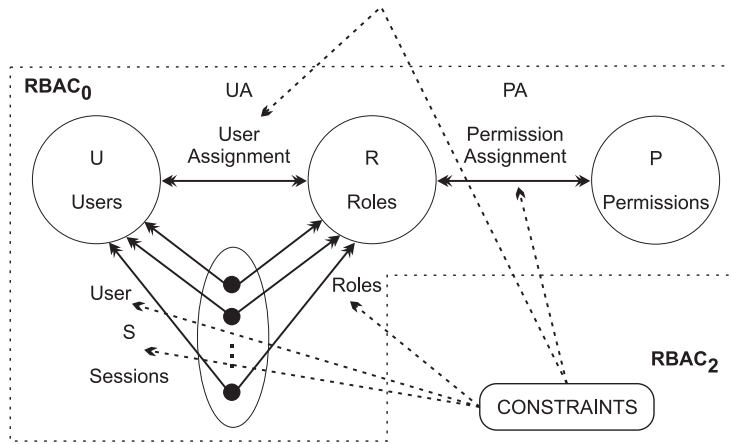 RBAC0
UA
PA
User
Assignment
Permission
Assignment
U
Users
R
Roles
P
Permissions
User
Roles
S
Sessions
RBAC2
CONSTRAINTS